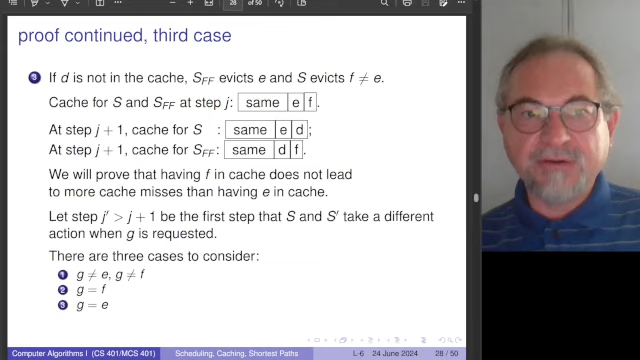 28 of 50
proof continued, third case
3 If d is not in the cache, S_FF evicts e and S evicts f ≠ e.
Cache for S and S_FF at step j: same e f .
At step j + 1, cache for S : same e d ;
At step j + 1, cache for S_FF: same d f .
We will prove that having f in cache does not lead
to more cache misses than having e in cache.
Let step j′ > j + 1 be the first step that S and S′ take a different
action when g is requested.
There are three cases to consider:
1 g ≠ e, g ≠ f
2 g = f
3 g = e
Computer Algorithms I (CS 401/MCS 401) Scheduling, Caching, Shortest Paths L-6 24 June 2024 28 / 50